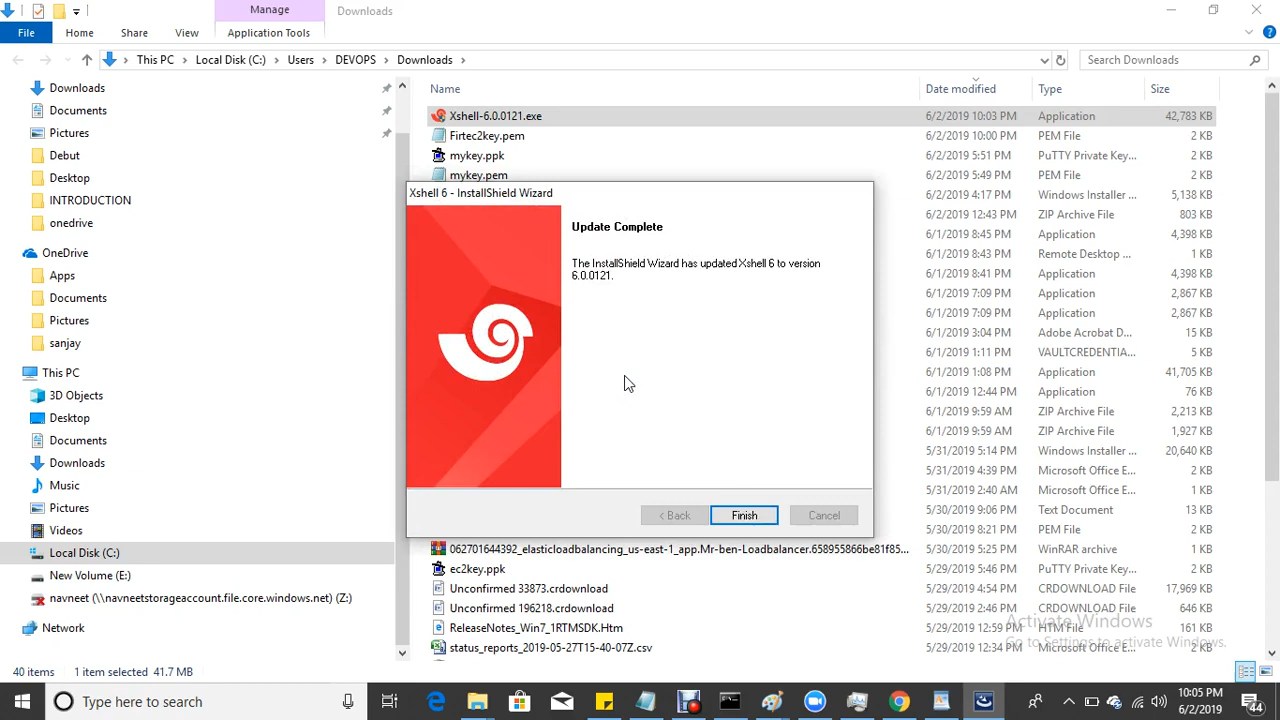 Manage
Downloads
File
Home
Share
View
Application Tools
This PC
Local Disk (C:)
Users
DEVOPS
Downloads
Search Downloads
Downloads
Documents
Pictures
Debut
Desktop
INTRODUCTION
onedrive
OneDrive
Apps
Documents
Pictures
sanjay
This PC
3D Objects
Desktop
Documents
Downloads
Music
Pictures
Videos
Local Disk (C:)
New Volume (E:)
navneet (\\navneetstorageaccount.file.core.windows.net) (Z:)
Network
Name Date modified Type Size
Xshell-6.0.0121.exe 6/2/2019 10:03 PM Application 42,783 KB
Firtec2key.pem 6/2/2019 10:00 PM PEM File 2 KB
mykey.ppk 6/2/2019 5:51 PM PuTTY Private Key... 2 KB
mykey.pem 6/2/2019 5:49 PM PEM File 2 KB
6/2/2019 4:17 PM Windows Installer ... 5,138 KB
6/2/2019 12:43 PM ZIP Archive File 803 KB
6/1/2019 8:45 PM Application 4,398 KB
6/1/2019 8:43 PM Remote Desktop ... 2 KB
6/1/2019 8:41 PM Application 4,398 KB
6/1/2019 7:09 PM Application 2,867 KB
6/1/2019 7:09 PM Application 2,867 KB
6/1/2019 3:04 PM Adobe Acrobat D... 15 KB
6/1/2019 1:11 PM VAULTCREDENTIA... 2 KB
6/1/2019 1:08 PM Application 41,705 KB
6/1/2019 12:44 PM Application 76 KB
6/1/2019 9:59 AM ZIP Archive File 2,213 KB
6/1/2019 9:59 AM ZIP Archive File 1,927 KB
5/31/2019 5:14 PM Windows Installer ... 20,640 KB
5/31/2019 4:39 PM Microsoft Office E... 2 KB
5/31/2019 2:40 AM Microsoft Office E... 2 KB
5/30/2019 9:06 PM Text Document 13 KB
5/30/2019 8:21 PM PEM File 2 KB
062701644392_elasticloadbalancing_us-east-1_app.Mr-ben-Loadbalancer.658955866be81f85... 5/30/2019 5:25 PM WinRAR archive 1 KB
ec2key.ppk 5/29/2019 5:40 PM PuTTY Private Key... 2 KB
Unconfirmed 33873.crdownload 5/29/2019 4:54 PM CRDOWNLOAD File 17,969 KB
Unconfirmed 196218.crdownload 5/29/2019 2:46 PM CRDOWNLOAD File 646 KB
ReleaseNotes_Win7_1RTMSDK.Htm 5/29/2019 12:59 PM HTM File 161 KB
status_reports_2019-05-27T15-40-07Z.csv 5/29/2019 12:34 PM Microsoft Office E... 1 KB
Xshell 6 - InstallShield Wizard
Update Complete
The InstallShield Wizard has updated Xshell 6 to version
6.0.0121.
< Back
Finish
Cancel
Activate Windows
Go to Settings to activate Windows.
40 items
1 item selected 41.7 MB
Type here to search
10:05 PM
6/2/2019
44